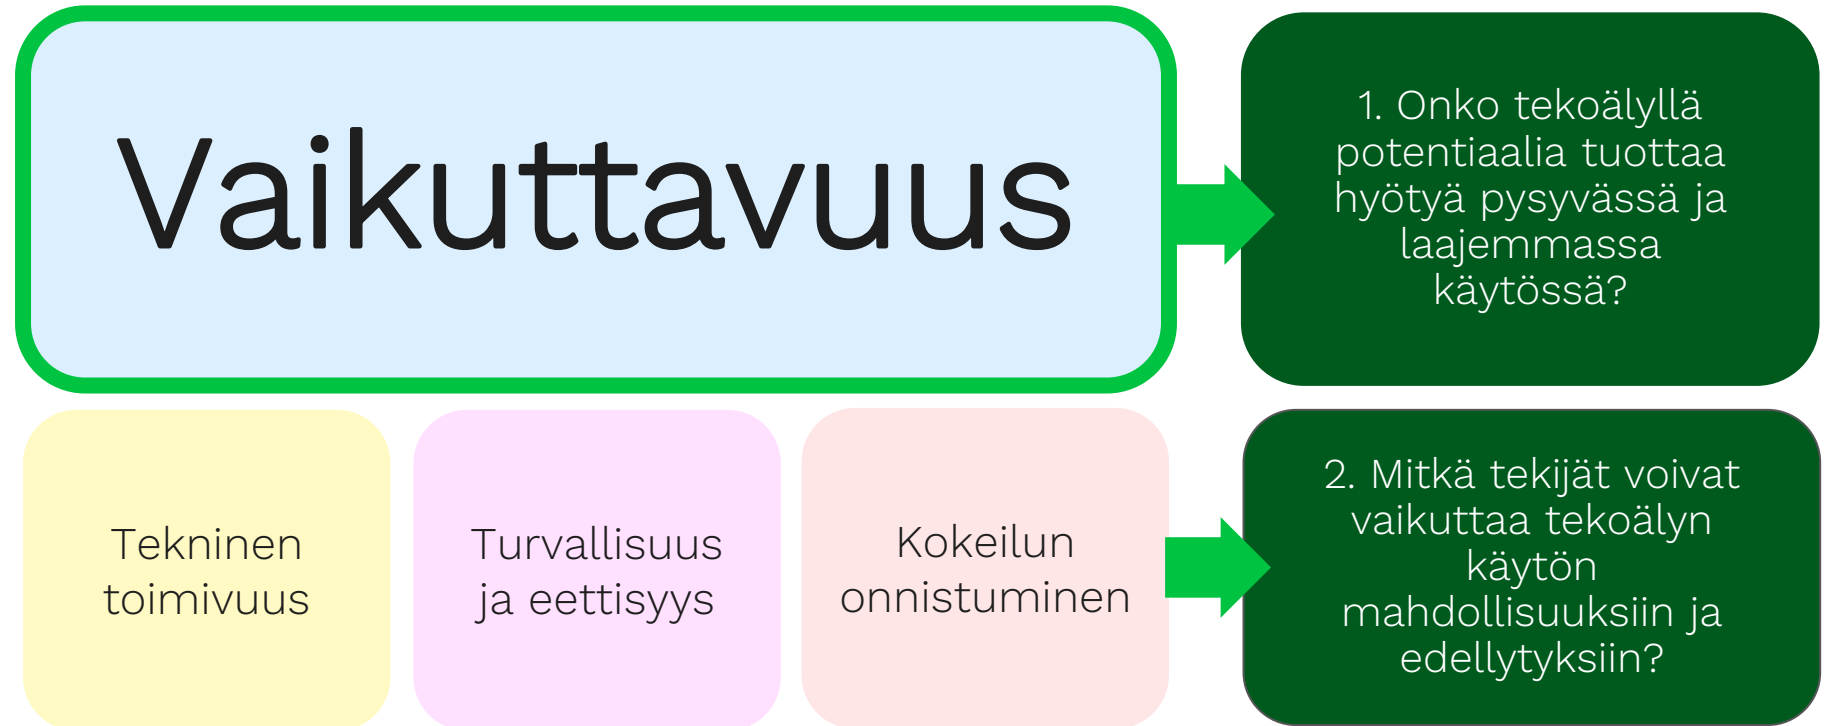 Vaikuttavuus
1. Onko tekoälyllä
potentiaalia tuottaa
hyötyä pysyvässä ja
laajemmassa
käytössä?
Tekninen
toimivuus
Turvallisuus
ja eettisyys
Kokeilun
onnistuminen
2. Mitkä tekijät voivat
vaikuttaa tekoälyn
käytön
mahdollisuuksiin ja
edellytyksiin?